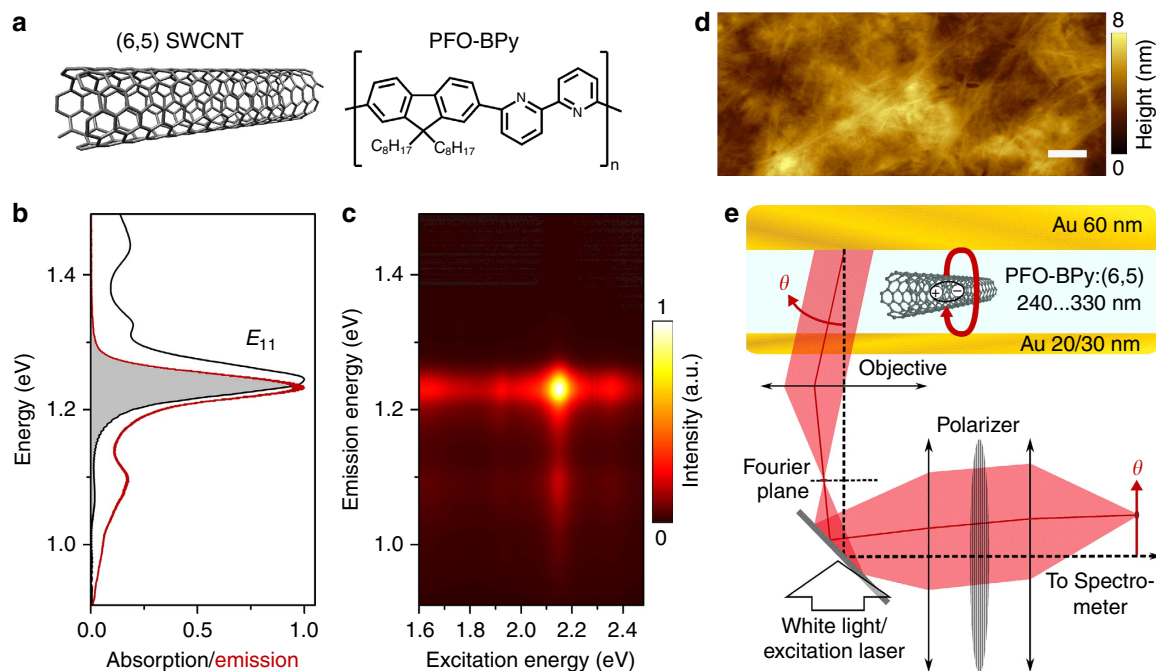 a
(6,5) SWCNT
PFO-BPy
N
N
C8H17
C8H17
n
b
Energy (eV)
1.4
1.2
1.0
E11
0.0
0.5
1.0
Absorption/emission
c
Emission energy (eV)
1.4
1.2
1.0
1.6
2.0
2.2
2.4
Excitation energy (eV)
1
Intensity (a.u.)
0
d
8
Height (nm)
0
e
Au 60 nm
θ
+
−
PFO-BPy:(6,5)
240...330 nm
Au 20/30 nm
Objective
Polarizer
Fourier
plane
θ
To Spectro-
meter
White light/
excitation laser